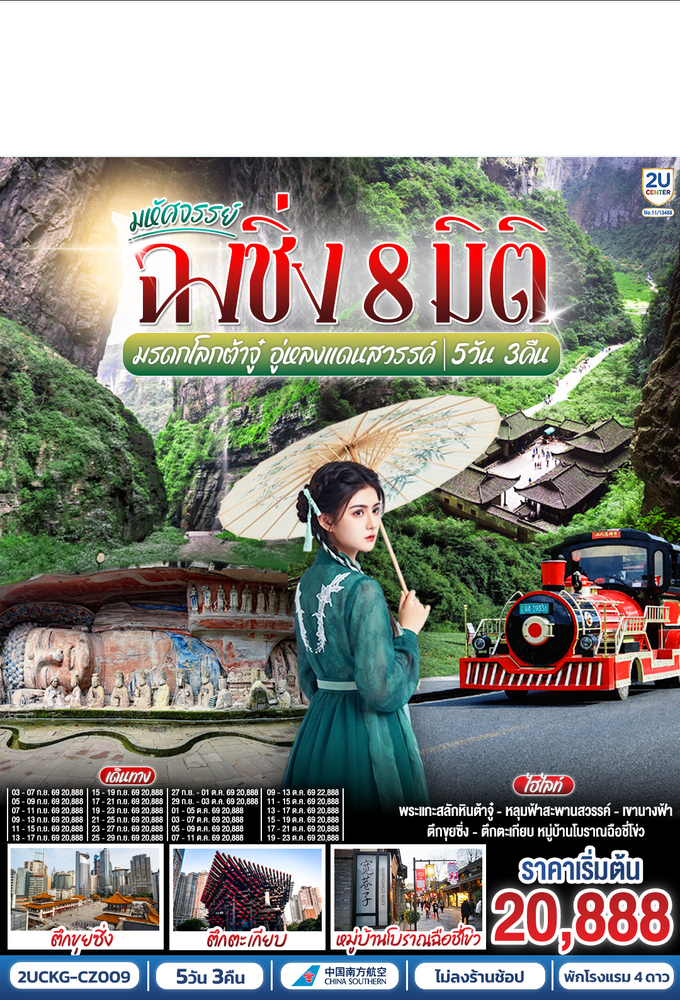 2U
CENTER
No.11/13488
มหัศจรรย์
ฉงชิ่ง 8 มิติ
มรดกโลกต้าจู๋ อู่หลงแดนสวรรค์ | 5วัน 3คืน
เดินทาง
03 - 07 ก.ย. 69 20,888
05 - 09 ก.ย. 69 20,888
07 - 11 ก.ย. 69 20,888
09 - 13 ก.ย. 69 20,888
11 - 15 ก.ย. 69 20,888
13 - 17 ก.ย. 69 20,888
15 - 19 ก.ย. 69 20,888
17 - 21 ก.ย. 69 20,888
19 - 23 ก.ย. 69 20,888
21 - 25 ก.ย. 69 20,888
23 - 27 ก.ย. 69 20,888
25 - 29 ก.ย. 69 20,888
27 ก.ย. - 01 ต.ค. 69 20,888
29 ก.ย. - 03 ต.ค. 69 20,888
01 - 05 ต.ค. 69 20,888
03 - 07 ต.ค. 69 20,888
05 - 09 ต.ค. 69 20,888
07 - 11 ต.ค. 69 20,888
09 - 13 ต.ค. 69 22,888
11 - 15 ต.ค. 69 20,888
13 - 17 ต.ค. 69 20,888
15 - 19 ต.ค. 69 20,888
17 - 21 ต.ค. 69 20,888
19 - 23 ต.ค. 69 20,888
ไฮไลท์
พระแกะสลักหินต้าจู๋ - หลุมฟ้าสะพานสวรรค์ - เขานางฟ้า
ตึกขุยซิ่ง - ตึกตะเกียบ หมู่บ้านโบราณฉือชี่โข่ว
宽巷子
KUANXIANGZI ALLEY
ตึกขุยซิ่ง
ตึกตะเกียบ
หมู่บ้านโบราณฉือชี่โข่ว
ราคาเริ่มต้น
20,888
2UCKG-CZ009
5วัน 3คืน
中国南方航空
CHINA SOUTHERN
ไม่ลงร้านช้อป
พักโรงแรม 4 ดาว